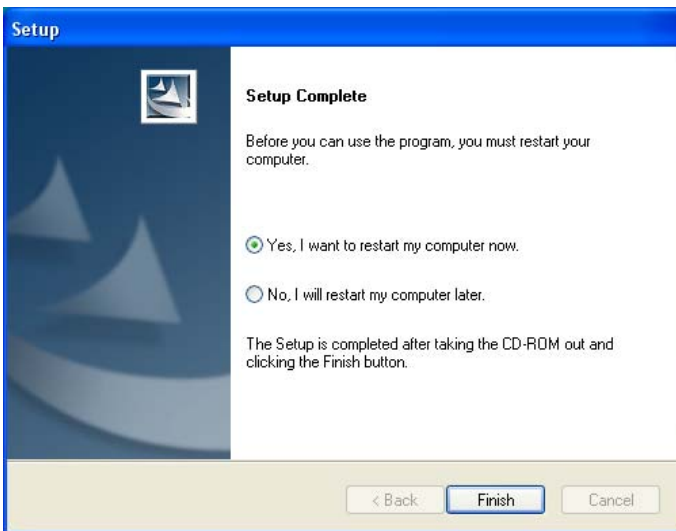 Setup
Setup Complete
Before you can use the program, you must restart your
computer.
Yes, I want to restart my computer now.
No, I will restart my computer later.
The Setup is completed after taking the CD-ROM out and
clicking the Finish button.
< Back Finish Cancel